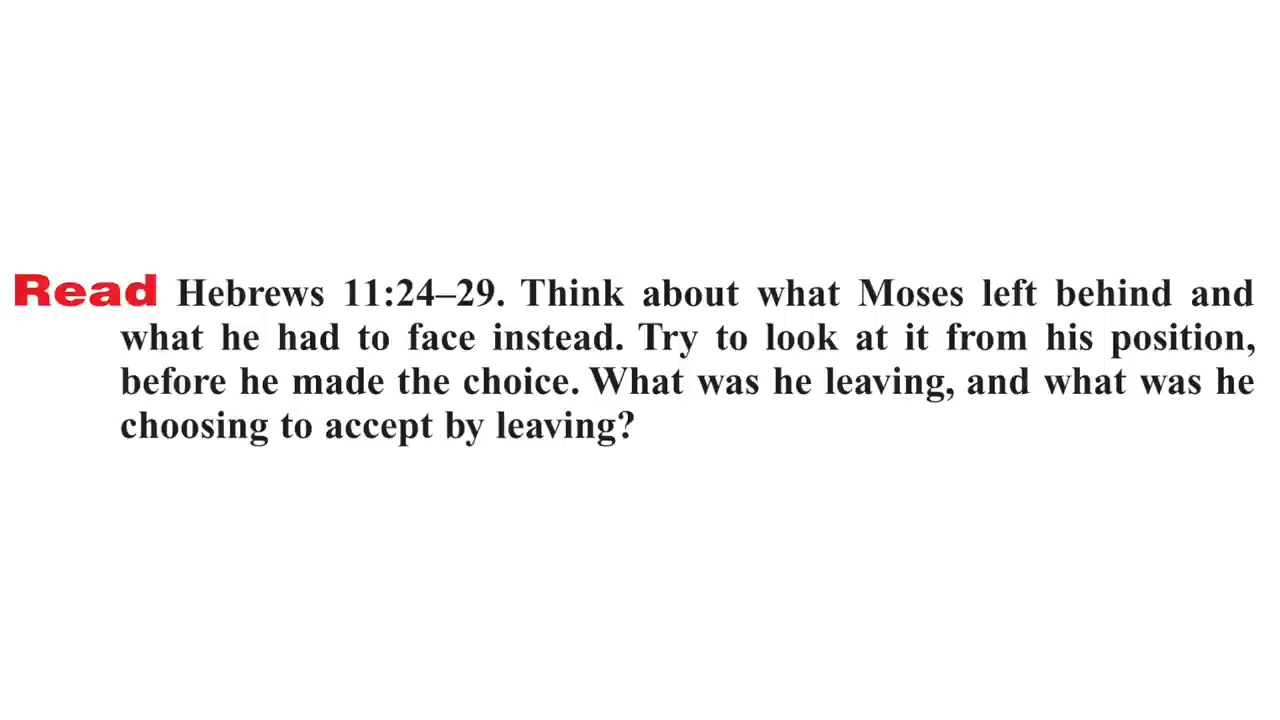 Read Hebrews 11:24–29. Think about what Moses left behind and
what he had to face instead. Try to look at it from his position,
before he made the choice. What was he leaving, and what was he
choosing to accept by leaving?